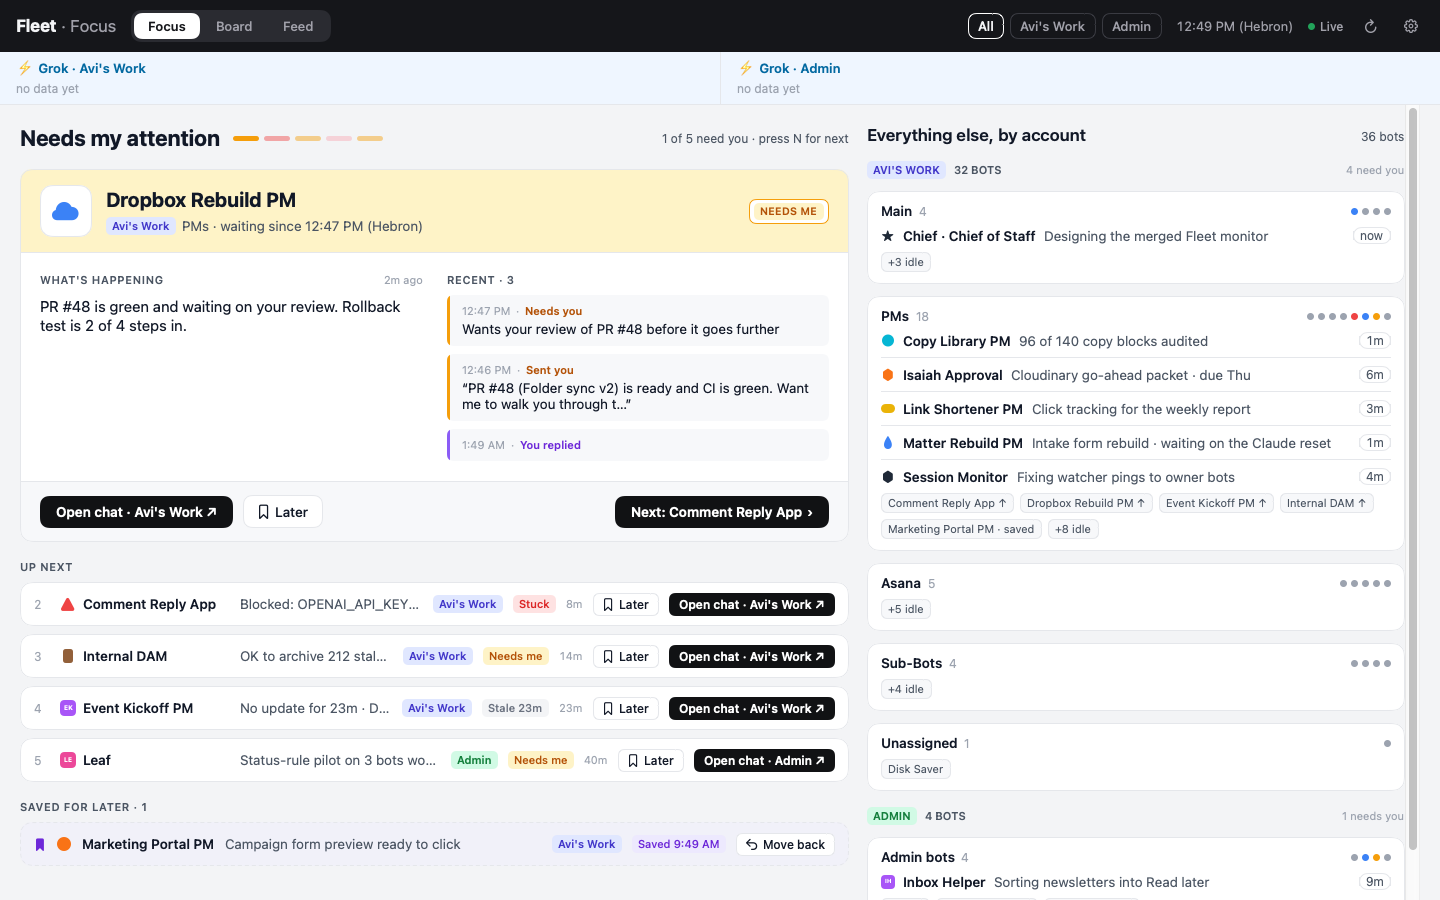 Fleet · Focus
Focus
Board
Feed
All
Avi's Work
Admin
12:49 PM (Hebron)
Live
Grok · Avi's Work
no data yet
Grok · Admin
no data yet
Needs my attention
1 of 5 need you · press N for next
Dropbox Rebuild PM
Avi's Work PMs · waiting since 12:47 PM (Hebron)
NEEDS ME
WHAT'S HAPPENING
2m ago
PR #48 is green and waiting on your review. Rollback
test is 2 of 4 steps in.
RECENT · 3
12:47 PM · Needs you
Wants your review of PR #48 before it goes further
12:46 PM · Sent you
“PR #48 (Folder sync v2) is ready and CI is green. Want
me to walk you through t…”
1:49 AM · You replied
Open chat · Avi's Work ↗
Later
Next: Comment Reply App ›
UP NEXT
2 Comment Reply App Blocked: OPENAI_API_KEY... Avi's Work Stuck 8m Later Open chat · Avi's Work ↗
3 Internal DAM OK to archive 212 stal... Avi's Work Needs me 14m Later Open chat · Avi's Work ↗
4 EK Event Kickoff PM No update for 23m · D... Avi's Work Stale 23m 23m Later Open chat · Avi's Work ↗
5 LE Leaf Status-rule pilot on 3 bots wo... Admin Needs me 40m Later Open chat · Admin ↗
SAVED FOR LATER · 1
Marketing Portal PM Campaign form preview ready to click Avi's Work Saved 9:49 AM Move back
Everything else, by account
36 bots
AVI'S WORK 32 BOTS
4 need you
Main 4
Chief · Chief of Staff Designing the merged Fleet monitor now
+3 idle
PMs 18
Copy Library PM 96 of 140 copy blocks audited 1m
Isaiah Approval Cloudinary go-ahead packet · due Thu 6m
Link Shortener PM Click tracking for the weekly report 3m
Matter Rebuild PM Intake form rebuild · waiting on the Claude reset 1m
Session Monitor Fixing watcher pings to owner bots 4m
Comment Reply App ↑ Dropbox Rebuild PM ↑ Event Kickoff PM ↑ Internal DAM ↑
Marketing Portal PM · saved +8 idle
Asana 5
+5 idle
Sub-Bots 4
+4 idle
Unassigned 1
Disk Saver
ADMIN 4 BOTS
1 needs you
Admin bots 4
IH Inbox Helper Sorting newsletters into Read later 9m